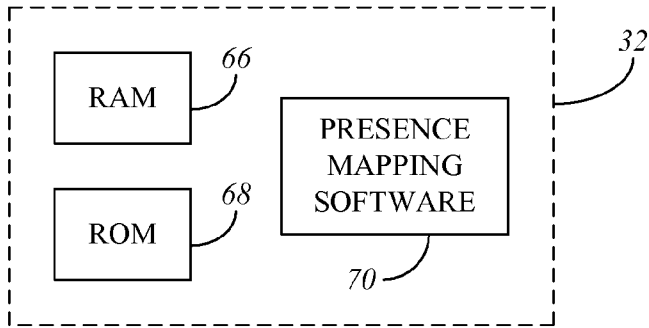 66
RAM
32
PRESENCE
MAPPING
SOFTWARE
68
ROM
70